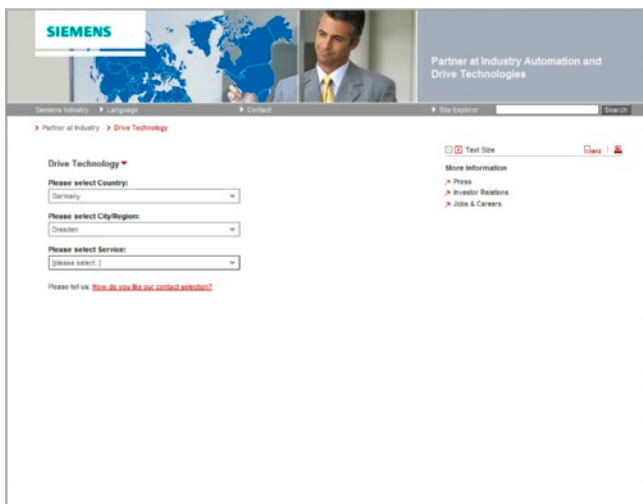 SIEMENS
Partner at Industry Automation and
Drive Technologies
Siemens Industry Language Contact Site Explorer Search
Partner at Industry Drive Technology
Text Size
Drive Technology
More Information
Please select Country:
Press
Germany
Investor Relations
Jobs & Careers
Please select City/Region:
Dresden
Please select Service:
[please select..]
Please tell us: How do you like our contact selection?